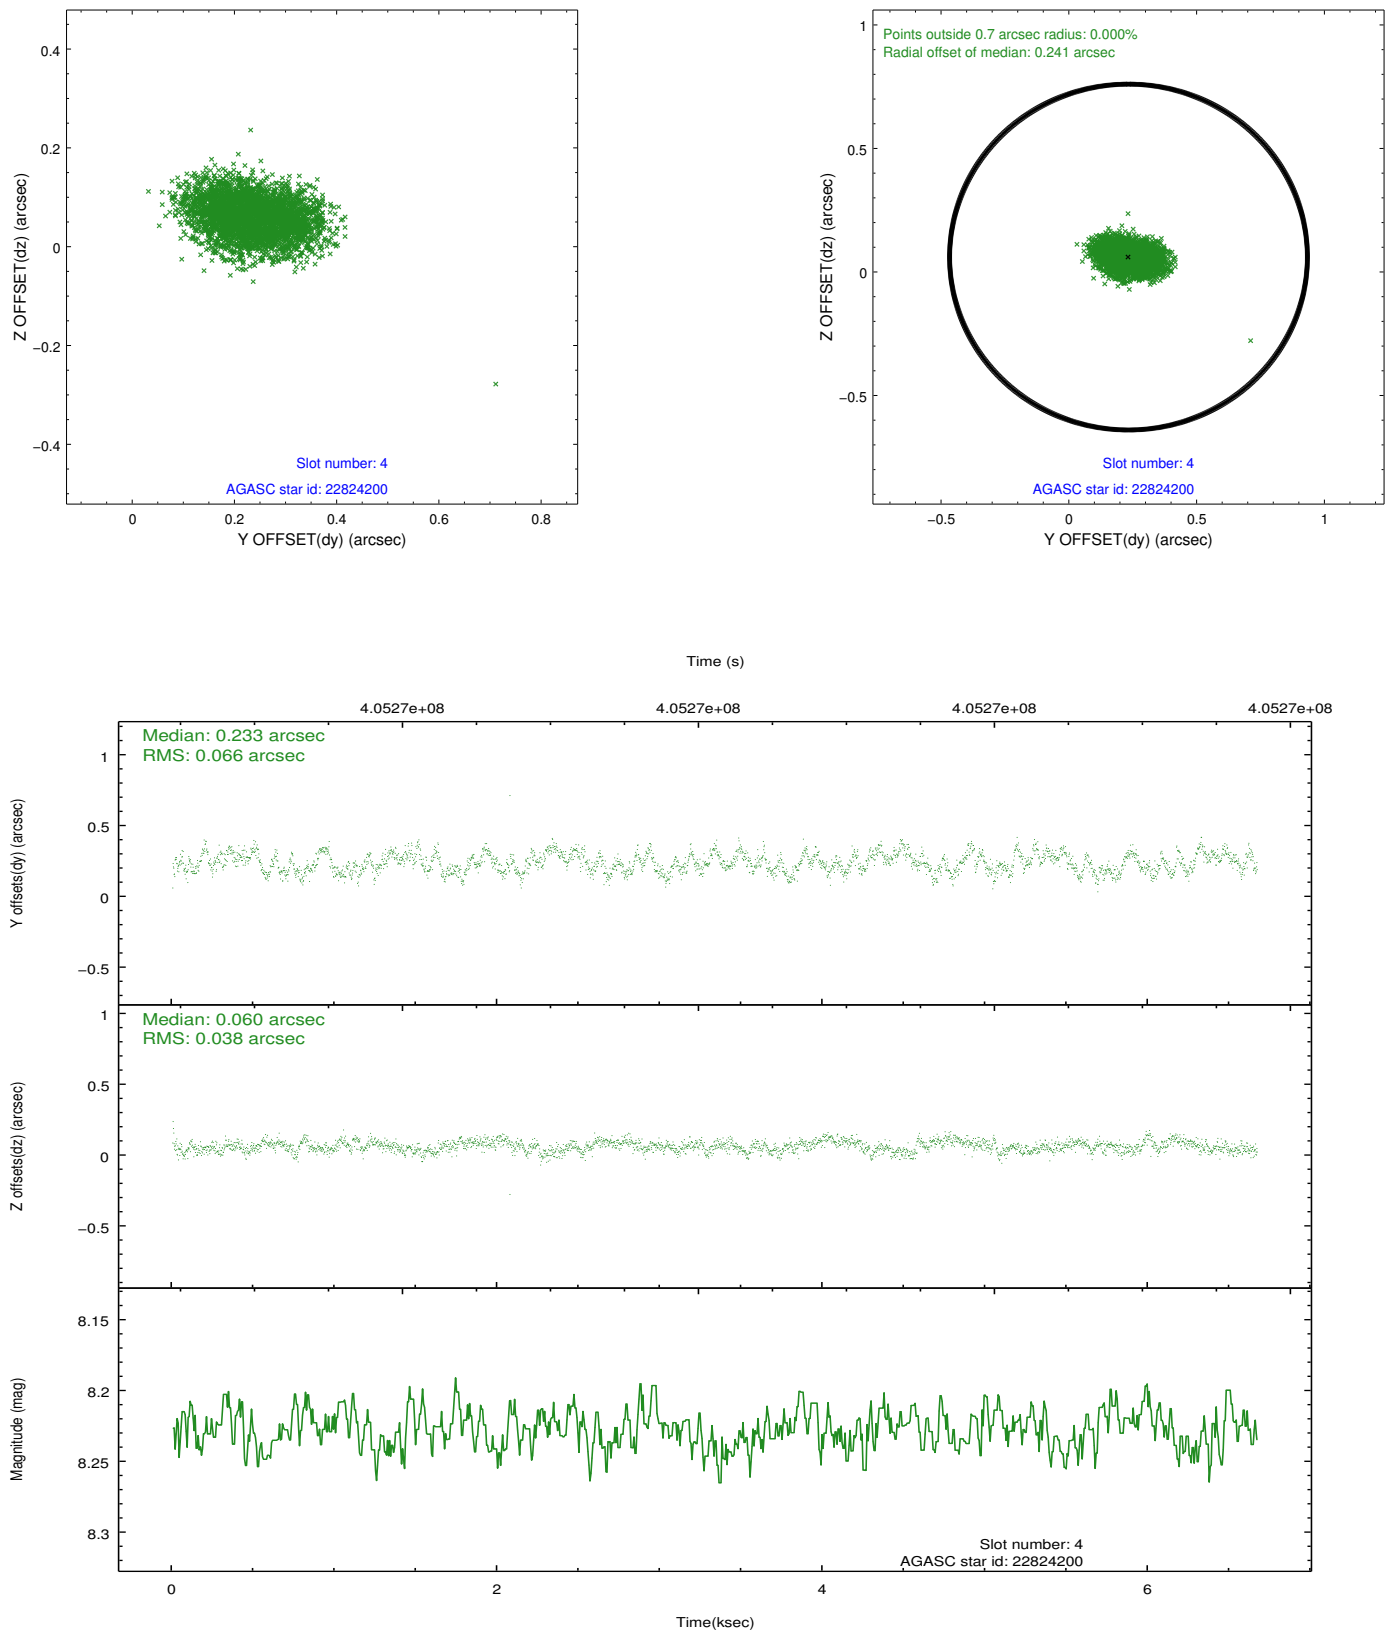 0.4
0.2
0
−0.2
−0.4
Z OFFSET(dz) (arcsec)
Slot number: 4
AGASC star id: 22824200
0 0.2 0.4 0.6 0.8
Y OFFSET(dy) (arcsec)
Points outside 0.7 arcsec radius: 0.000%
Radial offset of median: 0.241 arcsec
1
0.5
0
−0.5
Z OFFSET(dz) (arcsec)
Slot number: 4
AGASC star id: 22824200
−0.5 0 0.5 1
Y OFFSET(dy) (arcsec)
Time (s)
4.0527e+08 4.0527e+08 4.0527e+08 4.0527e+08
Median: 0.233 arcsec
RMS: 0.066 arcsec
1
0.5
0
−0.5
Y offsets(dy) (arcsec)
Median: 0.060 arcsec
RMS: 0.038 arcsec
1
0.5
0
−0.5
Z offsets(dz) (arcsec)
8.15
8.2
8.25
8.3
Magnitude (mag)
Slot number: 4
AGASC star id: 22824200
0 2 4 6
Time(ksec)